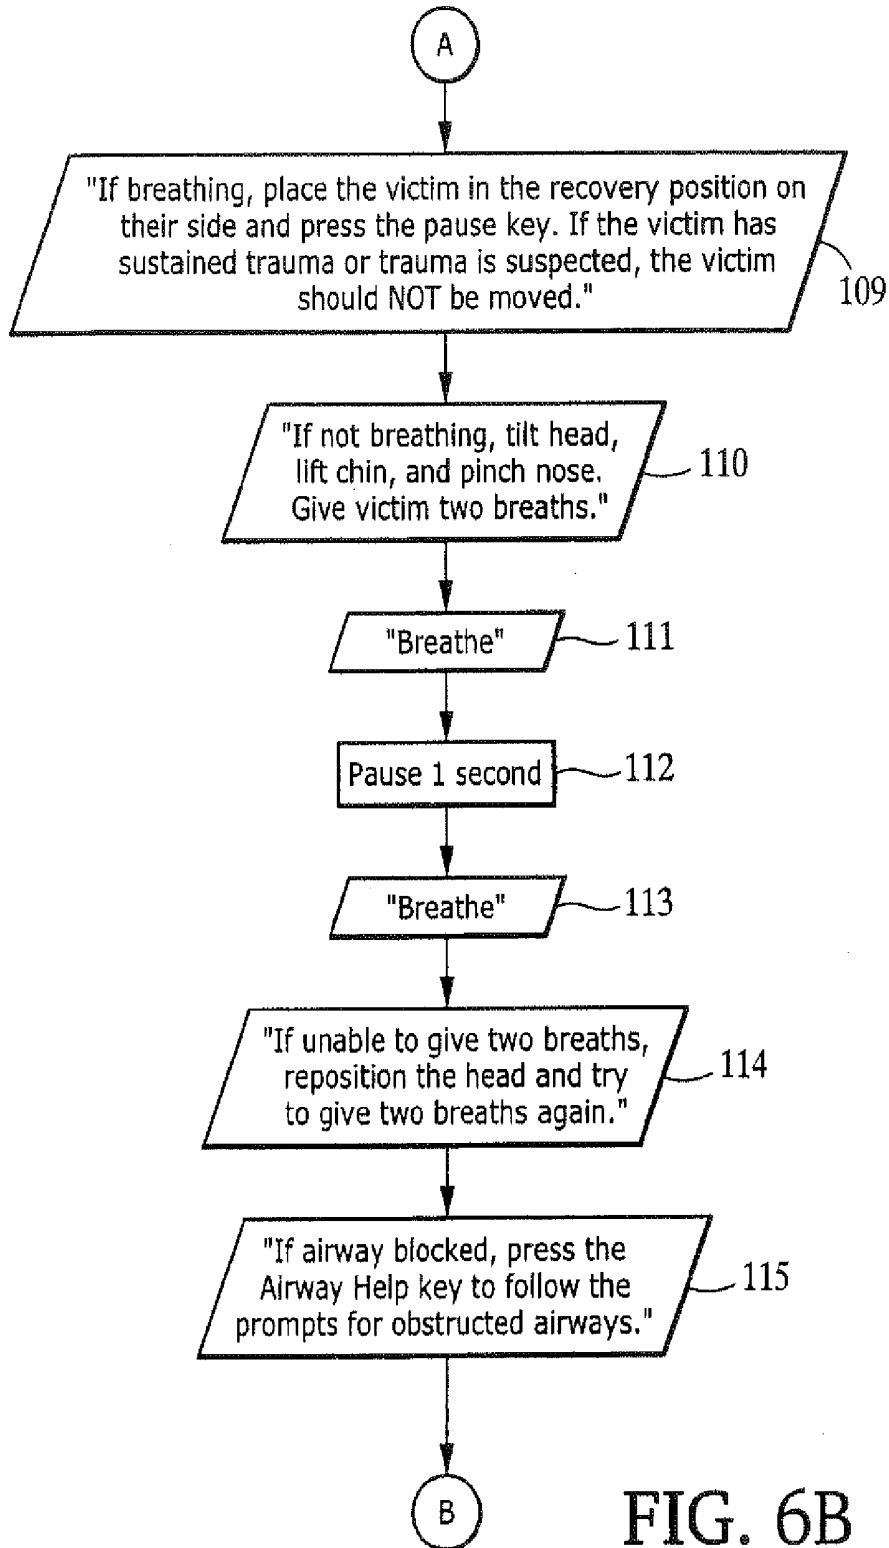 A
"If breathing, place the victim in the recovery position on
their side and press the pause key. If the victim has
sustained trauma or trauma is suspected, the victim
should NOT be moved."
109
"If not breathing, tilt head,
lift chin, and pinch nose.
Give victim two breaths."
110
"Breathe"
111
Pause 1 second
112
"Breathe"
113
"If unable to give two breaths,
reposition the head and try
to give two breaths again."
114
"If airway blocked, press the
Airway Help key to follow the
prompts for obstructed airways."
115
B
FIG. 6B